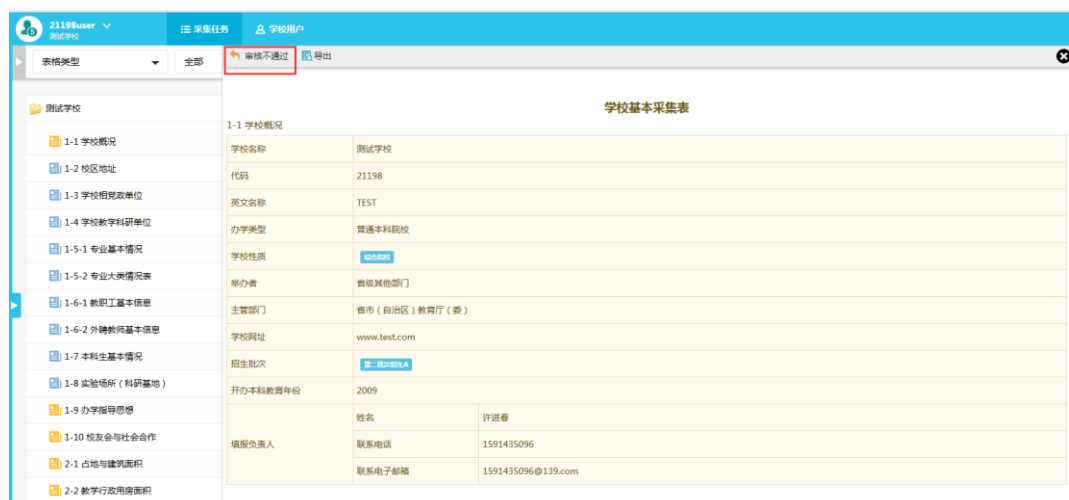 21198user
测试学校
采集任务
学校用户
表格类型
全部
审核不通过
导出
测试学校
1-1 学校概况
1-2 校区地址
1-3 学校相党政单位
1-4 学校教学科研单位
1-5-1 专业基本情况
1-5-2 专业大类情况表
1-6-1 教职工基本信息
1-6-2 外聘教师基本信息
1-7 本科生基本情况
1-8 实验场所（科研基地）
1-9 办学指导思想
1-10 校友会与社会合作
2-1 占地与建筑面积
2-2 教学行政用房面积
学校基本采集表
1-1 学校概况
学校名称 测试学校
代码 21198
英文名称 TEST
办学类型 普通本科院校
学校性质 综合院校
举办者 省级其他部门
主管部门 省市（自治区）教育厅（委）
学校网址 www.test.com
招生批次 第二批次招生A
开办本科教育年份 2009
填报负责人
姓名 许进春
联系电话 1591435096
联系电子邮箱 1591435096@139.com